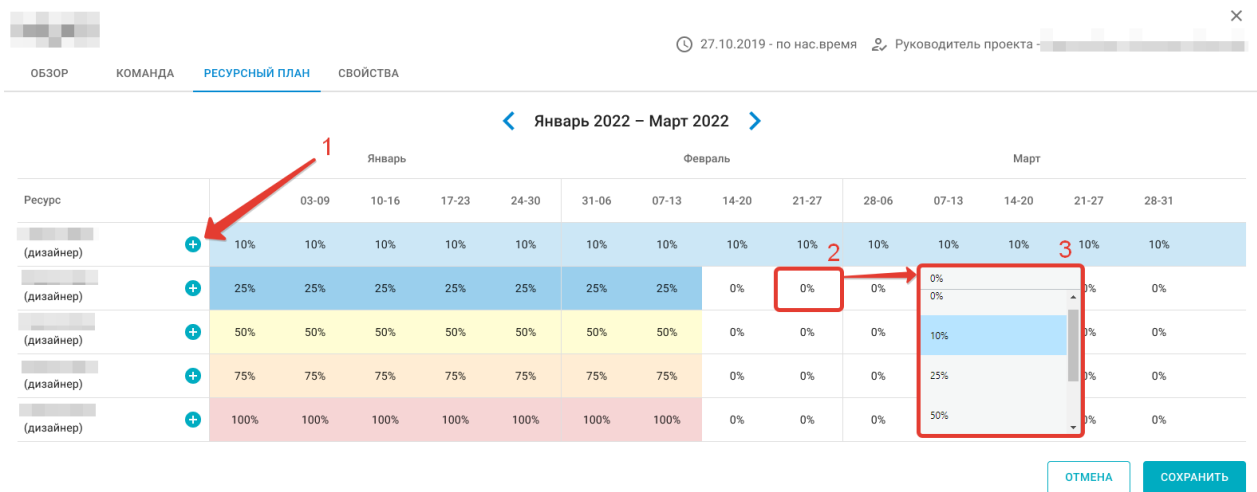 27.10.2019 - по нас.время Руководитель проекта -
ОБЗОР КОМАНДА РЕСУРСНЫЙ ПЛАН СВОЙСТВА
Январь 2022 – Март 2022
1
Январь Февраль Март
Ресурс 03-09 10-16 17-23 24-30 31-06 07-13 14-20 21-27 28-06 07-13 14-20 21-27 28-31
(дизайнер) 10% 10% 10% 10% 10% 10% 10% 10% 10% 10% 10% 10% 10% 10%
2 3
(дизайнер) 25% 25% 25% 25% 25% 25% 25% 0% 0% 0% 0% 0% 0%
0%
10%
25%
50%
(дизайнер) 50% 50% 50% 50% 50% 50% 50% 0% 0% 0% 0% 0%
(дизайнер) 75% 75% 75% 75% 75% 75% 75% 0% 0% 0% 0% 0%
(дизайнер) 100% 100% 100% 100% 100% 100% 100% 0% 0% 0% 0% 0%
ОТМЕНА СОХРАНИТЬ